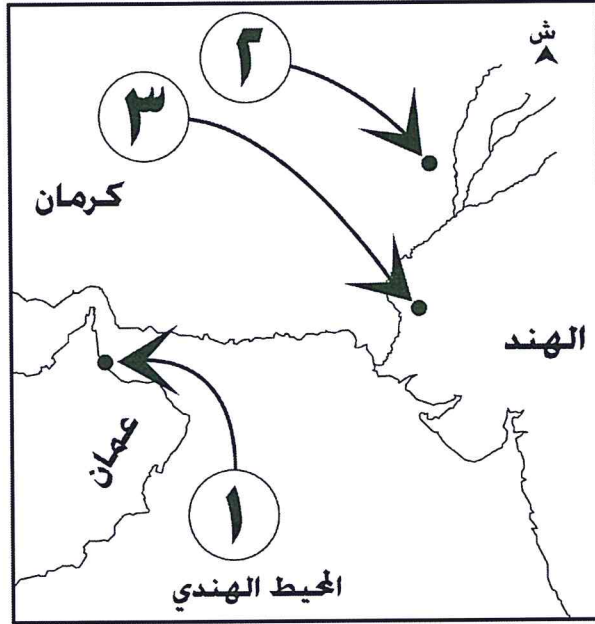 ش
٢
٣
كرمان
الهند
عمان
١
المحيط الهندي